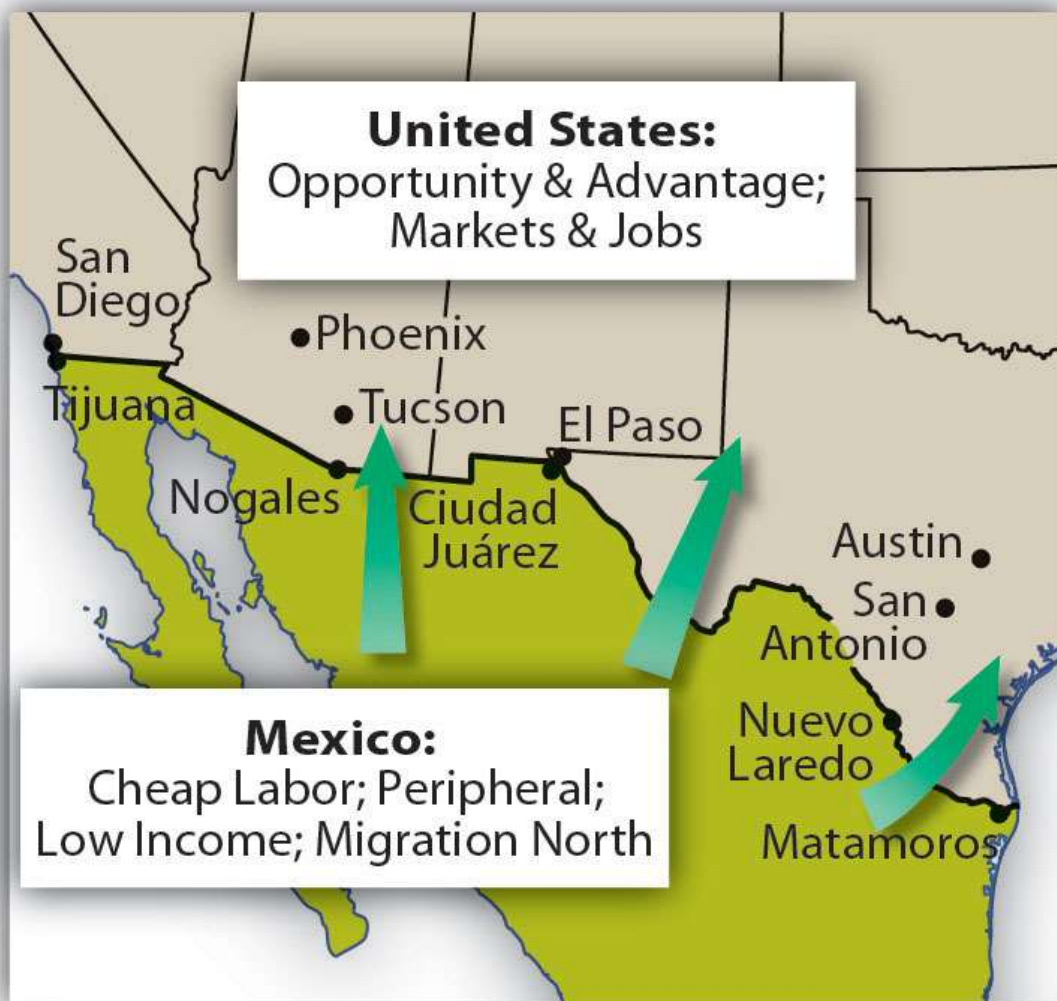 United States:
Opportunity & Advantage;
Markets & Jobs
San
Diego
Phoenix
Tijuana
Tucson
El Paso
Nogales
Ciudad
Juárez
Austin
San
Antonio
Nuevo
Laredo
Mexico:
Cheap Labor; Peripheral;
Low Income; Migration North
Matamoros